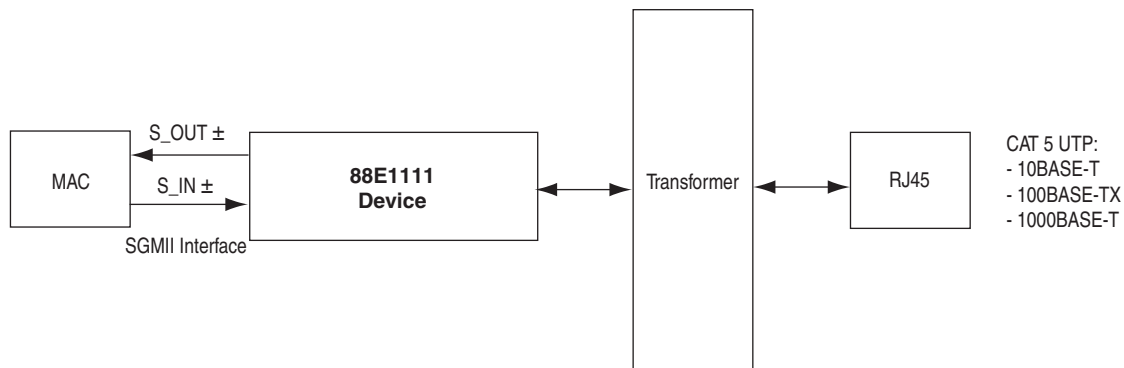 MAC
S_OUT ±
S_IN ±
SGMII Interface
88E1111
Device
Transformer
RJ45
CAT 5 UTP:
- 10BASE-T
- 100BASE-TX
- 1000BASE-T